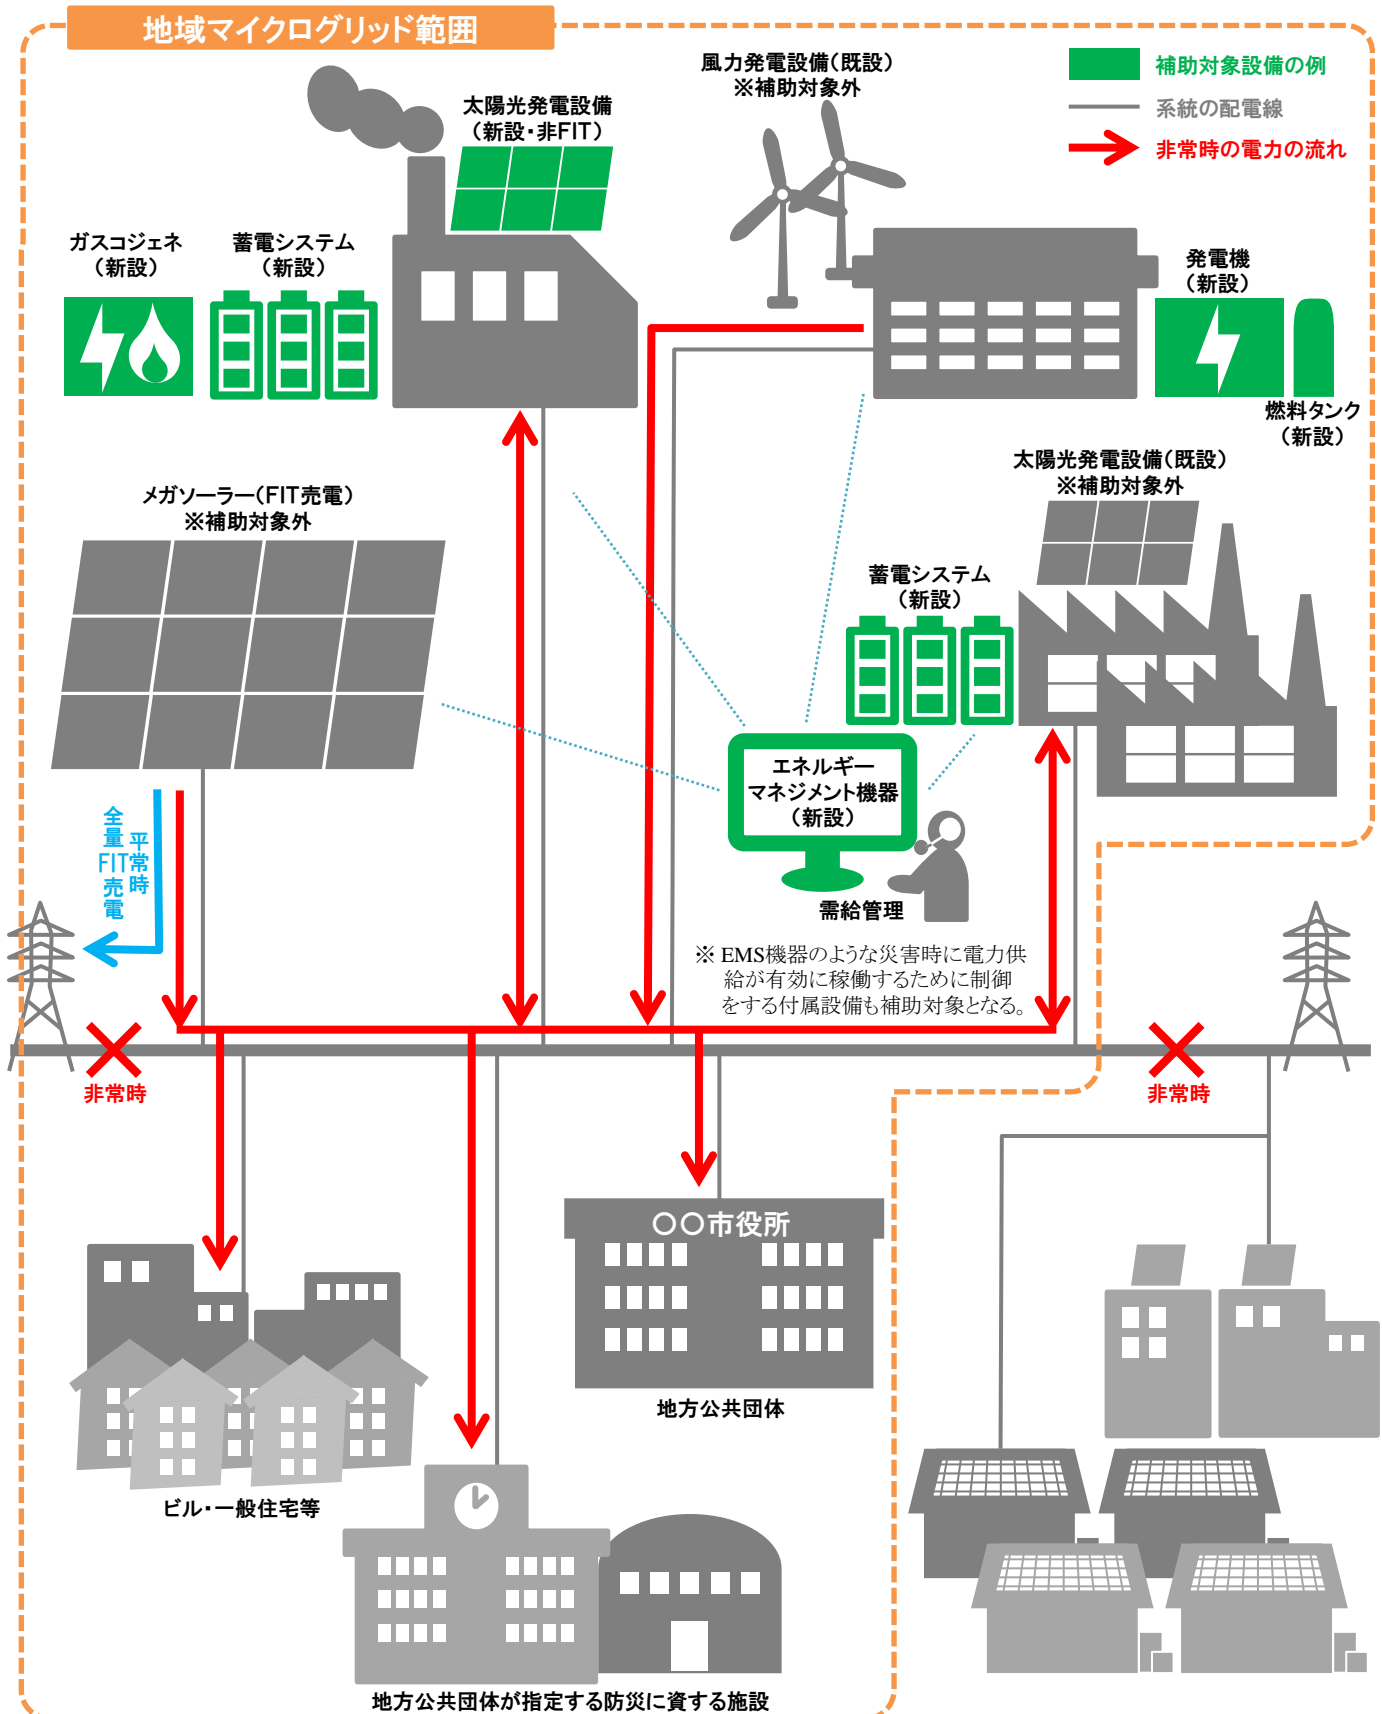 地域マイクログリッド範囲
補助対象設備の例
系統の配電線
非常時の電力の流れ
風力発電設備(既設)
※補助対象外
太陽光発電設備
(新設・非FIT)
ガスコジェネ
(新設)
蓄電システム
(新設)
発電機
(新設)
燃料タンク
(新設)
太陽光発電設備(既設)
※補助対象外
メガソーラー(FIT売電)
※補助対象外
蓄電システム
(新設)
エネルギー
マネジメント機器
(新設)
需給管理
平常時
全量FIT売電
※ EMS機器のような災害時に電力供
給が有効に稼働するために制御
をする付属設備も補助対象となる。
非常時
非常時
〇〇市役所
地方公共団体
ビル・一般住宅等
地方公共団体が指定する防災に資する施設